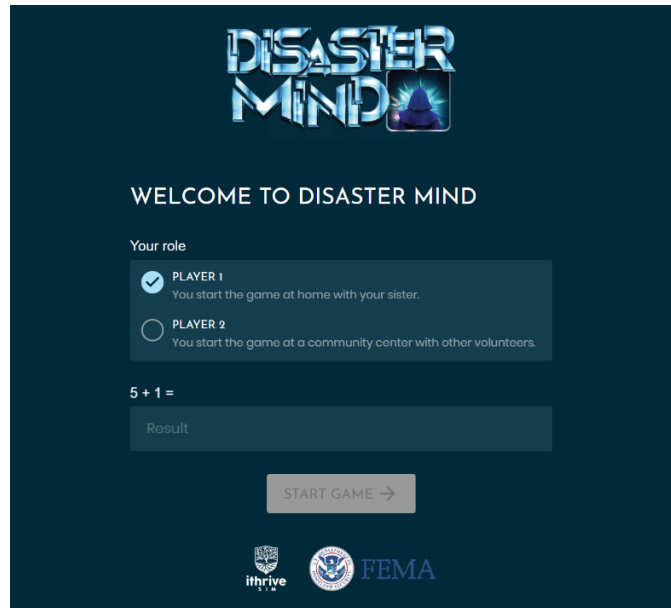 DISASTER
MIND
WELCOME TO DISASTER MIND
Your role
PLAYER 1
You start the game at home with your sister.
PLAYER 2
You start the game at a community center with other volunteers.
5 + 1 =
Result
START GAME →
ithrive
SIM
FEMA